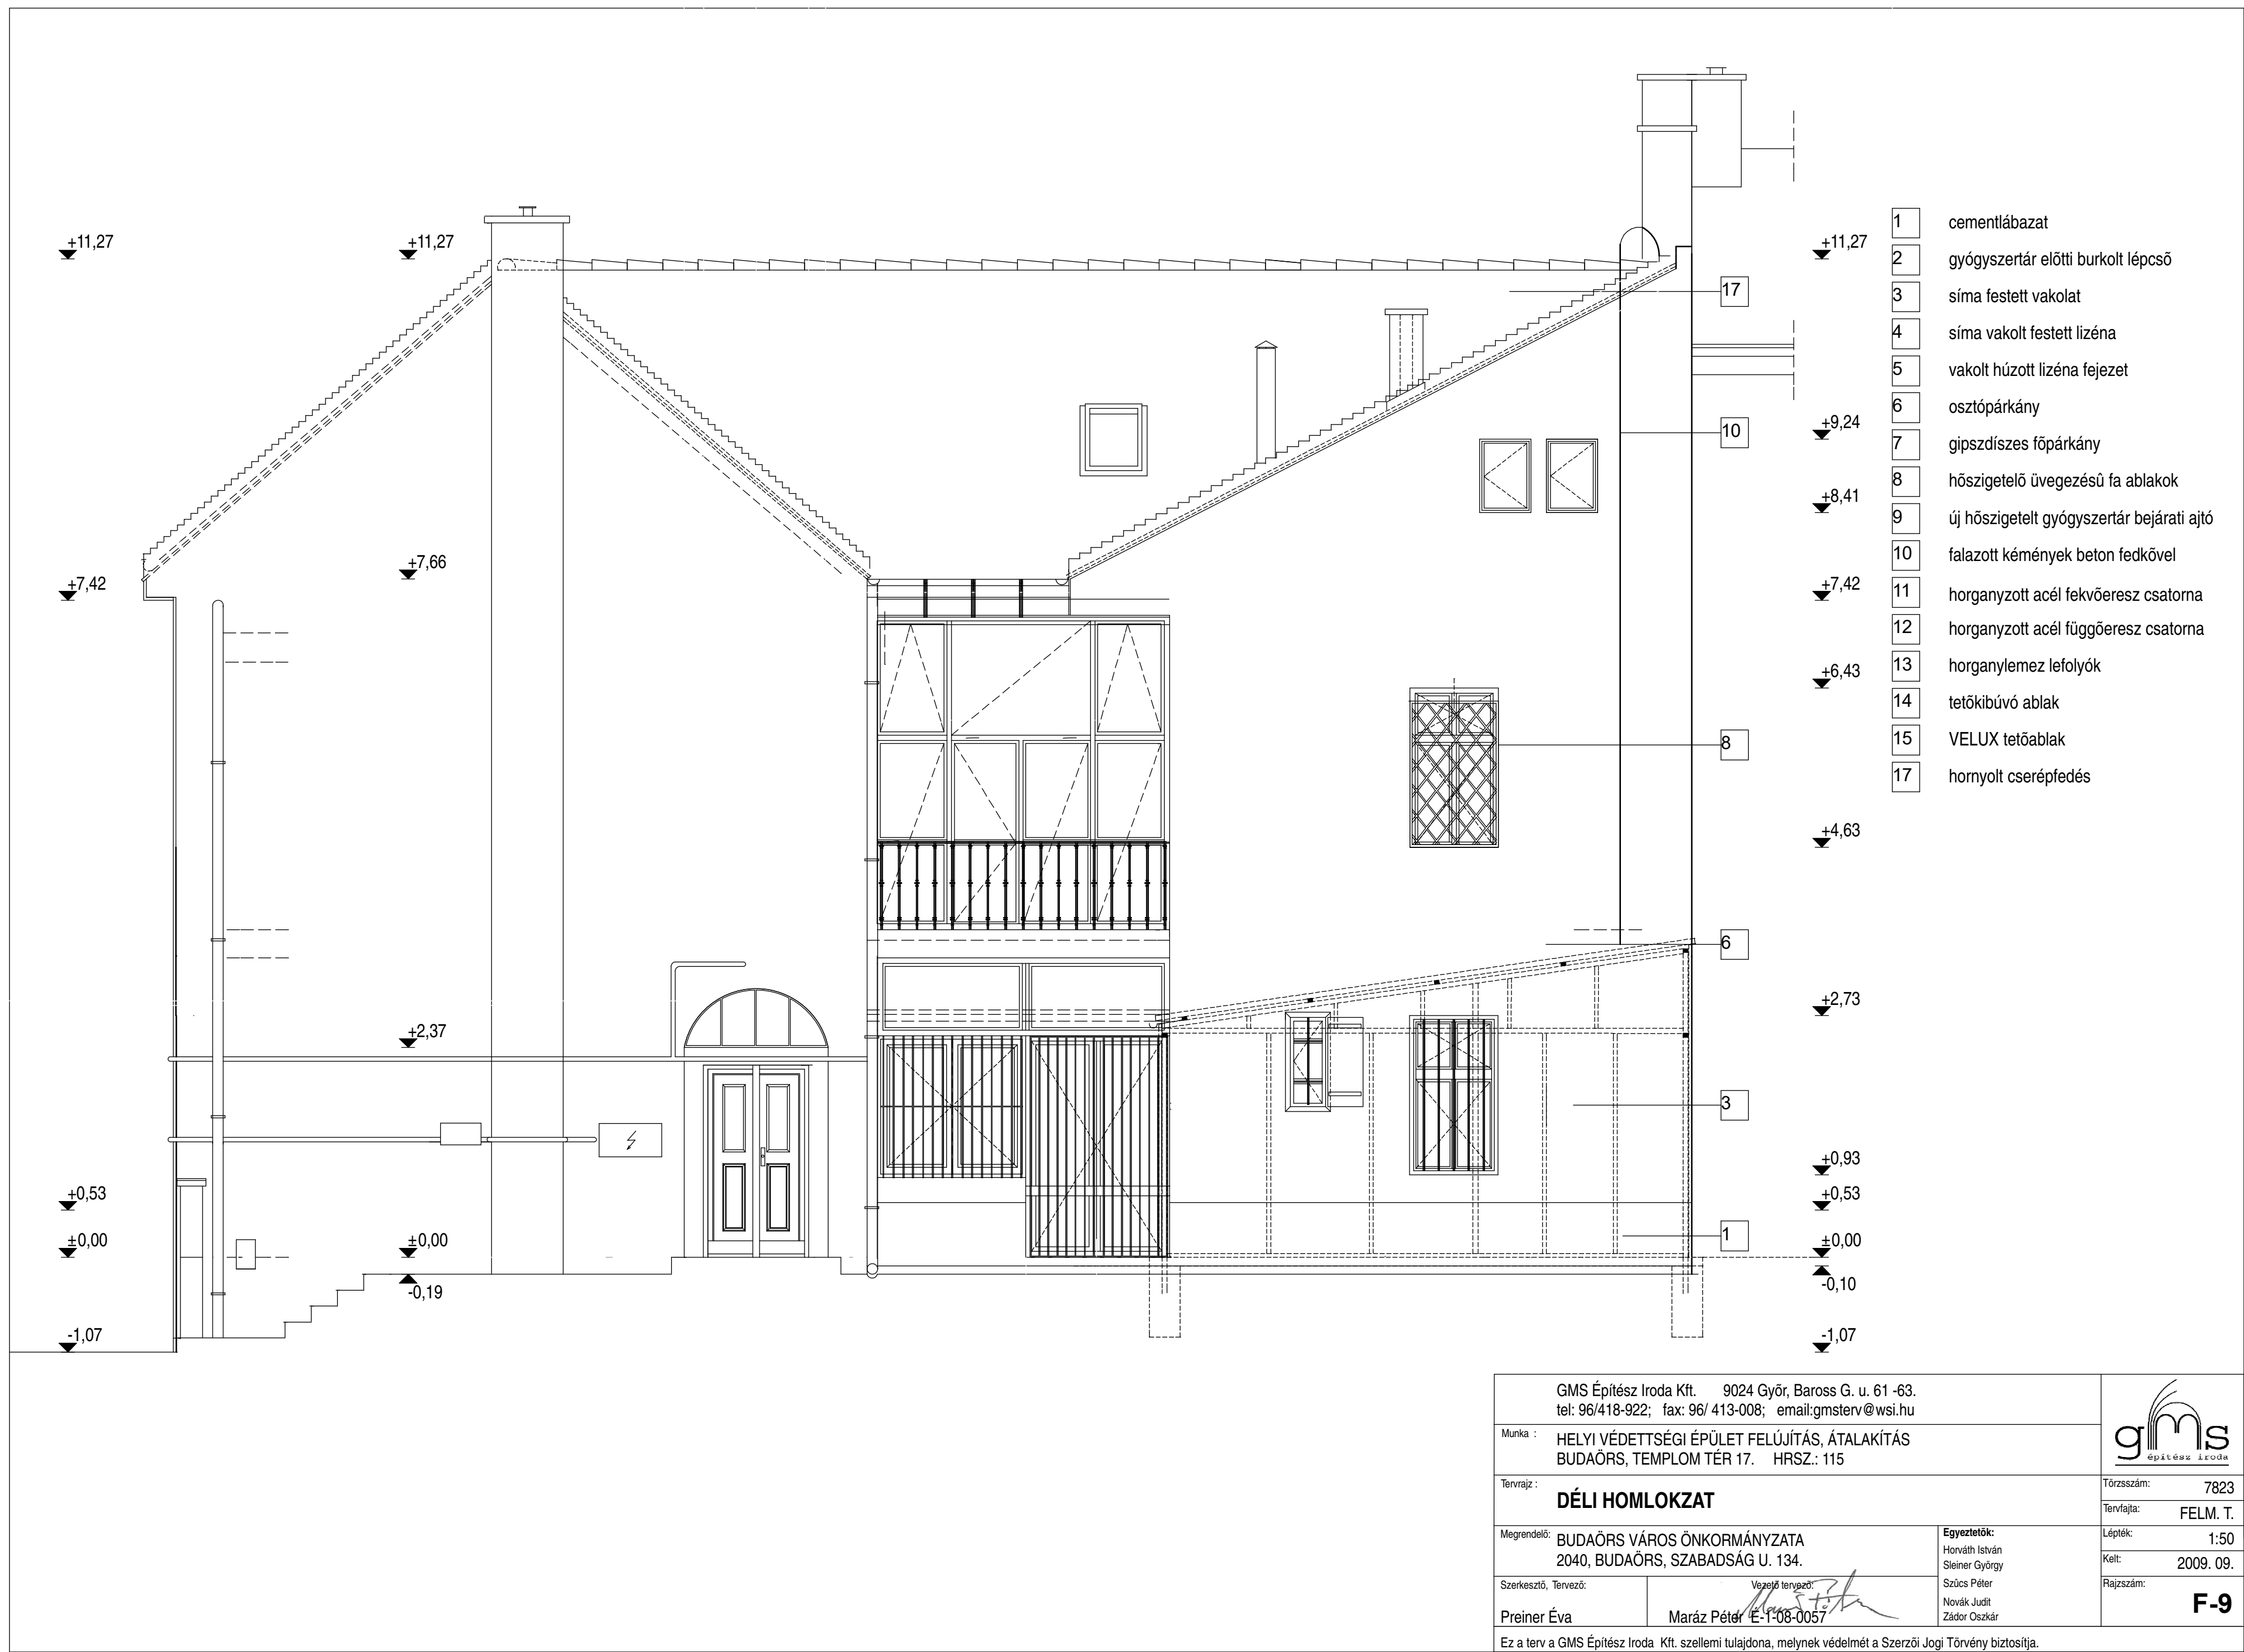 +11,27
+11,27
+11,27
17
+9,24
10
+8,41
+7,66
+7,42
+7,42
+6,43
8
+4,63
6
+2,73
+2,37
3
+0,93
+0,53
+0,53
±0,00
±0,00
±0,00
1
-0,19
-0,10
-1,07
-1,07
1 cementlábazat
2 gyógyszertár elõtti burkolt lépcsõ
3 síma festett vakolat
4 síma vakolt festett lizéna
5 vakolt húzott lizéna fejezet
6 osztópárkány
7 gipszdíszes fõpárkány
8 hõszigetelõ üvegezésû fa ablakok
9 új hõszigetelt gyógyszertár bejárati ajtó
10 falazott kémények beton fedkõvel
11 horganyzott acél fekvõeresz csatorna
12 horganyzott acél függõeresz csatorna
13 horganylemez lefolyók
14 tetõkibúvó ablak
15 VELUX tetõablak
17 hornyolt cserépfedés
GMS Építész Iroda Kft. 9024 Gyõr, Baross G. u. 61 -63.
tel: 96/418-922; fax: 96/ 413-008; email:gmsterv@wsi.hu
gms
építész iroda
Munka : HELYI VÉDETTSÉGI ÉPÜLET FELÚJÍTÁS, ÁTALAKÍTÁS
BUDAÖRS, TEMPLOM TÉR 17. HRSZ.: 115
Tervrajz : DÉLI HOMLOKZAT
Törzsszám: 7823
Tervfajta: FELM. T.
Megrendelõ: BUDAÖRS VÁROS ÖNKORMÁNYZATA
2040, BUDAÖRS, SZABADSÁG U. 134.
Egyeztetõk:
Horváth István
Sleiner György
Szûcs Péter
Novák Judit
Zádor Oszkár
Lépték: 1:50
Kelt: 2009. 09.
Rajzszám: F-9
Szerkesztõ, Tervezõ:
Preiner Éva
Vezetõ tervezõ:
Maráz Péter E-1-08-0057
Ez a terv a GMS Építész Iroda Kft. szellemi tulajdona, melynek védelmét a Szerzõi Jogi Törvény biztosítja.